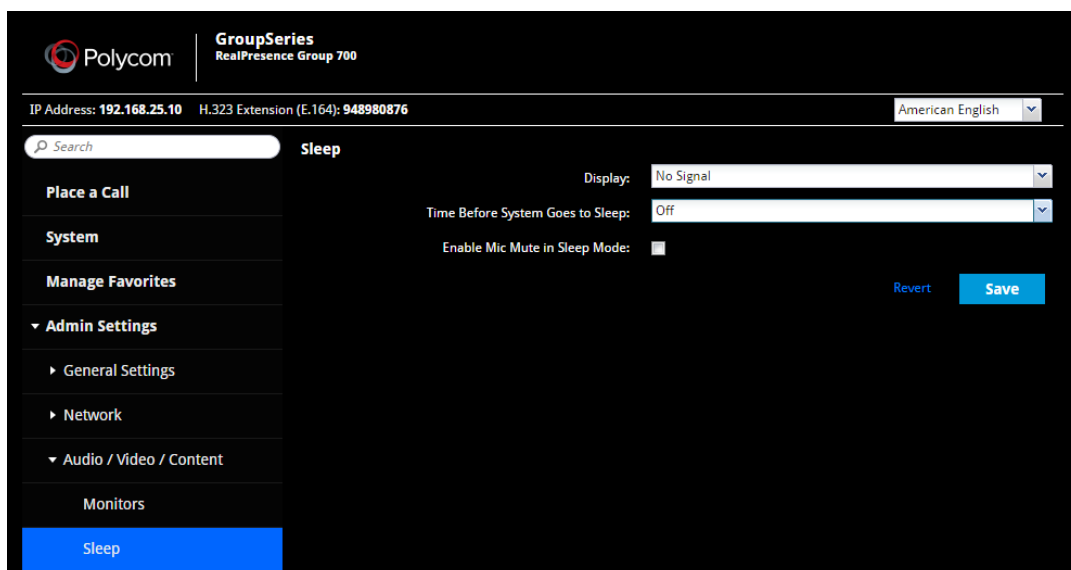 Polycom
GroupSeries
RealPresence Group 700
IP Address: 192.168.25.10 H.323 Extension (E.164): 948980876
American English
Search
Sleep
Display: No Signal
Time Before System Goes to Sleep: Off
Enable Mic Mute in Sleep Mode:
Revert Save
Place a Call
System
Manage Favorites
Admin Settings
General Settings
Network
Audio / Video / Content
Monitors
Sleep